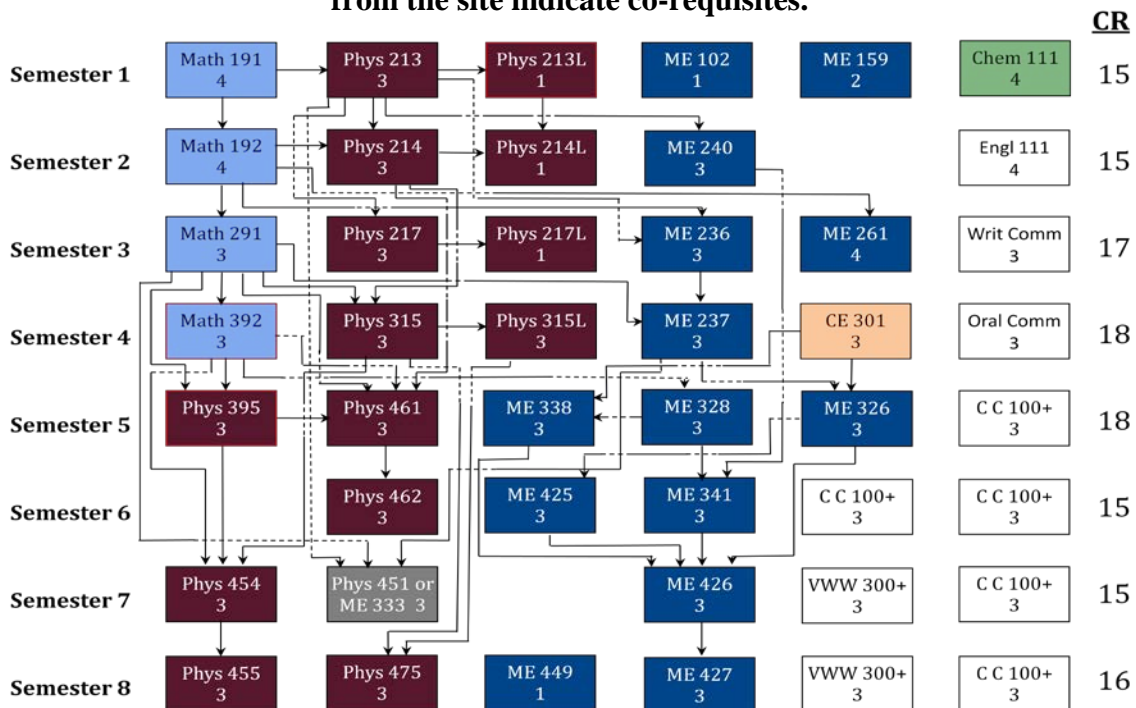 from the site indicate co-requisites.
CR
Semester 1
Math 191
4
Phys 213
3
Phys 213L
1
ME 102
1
ME 159
2
Chem 111
4
15
Semester 2
Math 192
4
Phys 214
3
Phys 214L
1
ME 240
3
Engl 111
4
15
Semester 3
Math 291
3
Phys 217
3
Phys 217L
1
ME 236
3
ME 261
4
Writ Comm
3
17
Semester 4
Math 392
3
Phys 315
3
Phys 315L
3
ME 237
3
CE 301
3
Oral Comm
3
18
Semester 5
Phys 395
3
Phys 461
3
ME 338
3
ME 328
3
ME 326
3
C C 100+
3
18
Semester 6
Phys 462
3
ME 425
3
ME 341
3
C C 100+
3
C C 100+
3
15
Semester 7
Phys 454
3
Phys 451 or
ME 333 3
ME 426
3
VWW 300+
3
C C 100+
3
15
Semester 8
Phys 455
3
Phys 475
3
ME 449
1
ME 427
3
VWW 300+
3
C C 100+
3
16